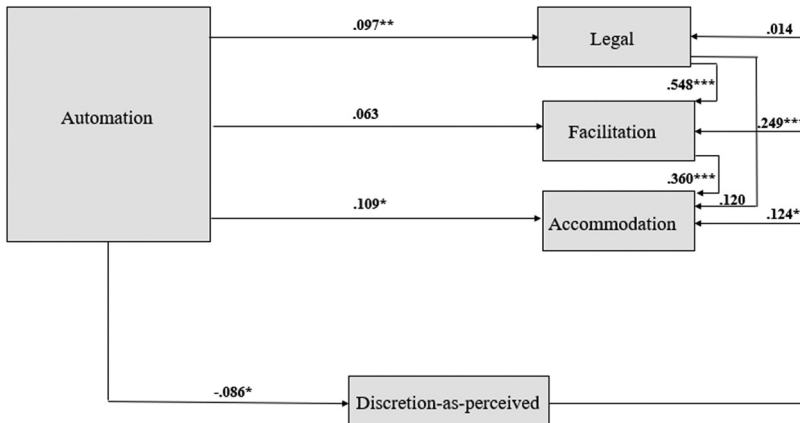 .097**
Legal
.014
.548***
Automation
.063
Facilitation
.249***
.360***
.109*
.120
Accommodation
.124*
-.086*
Discretion-as-perceived